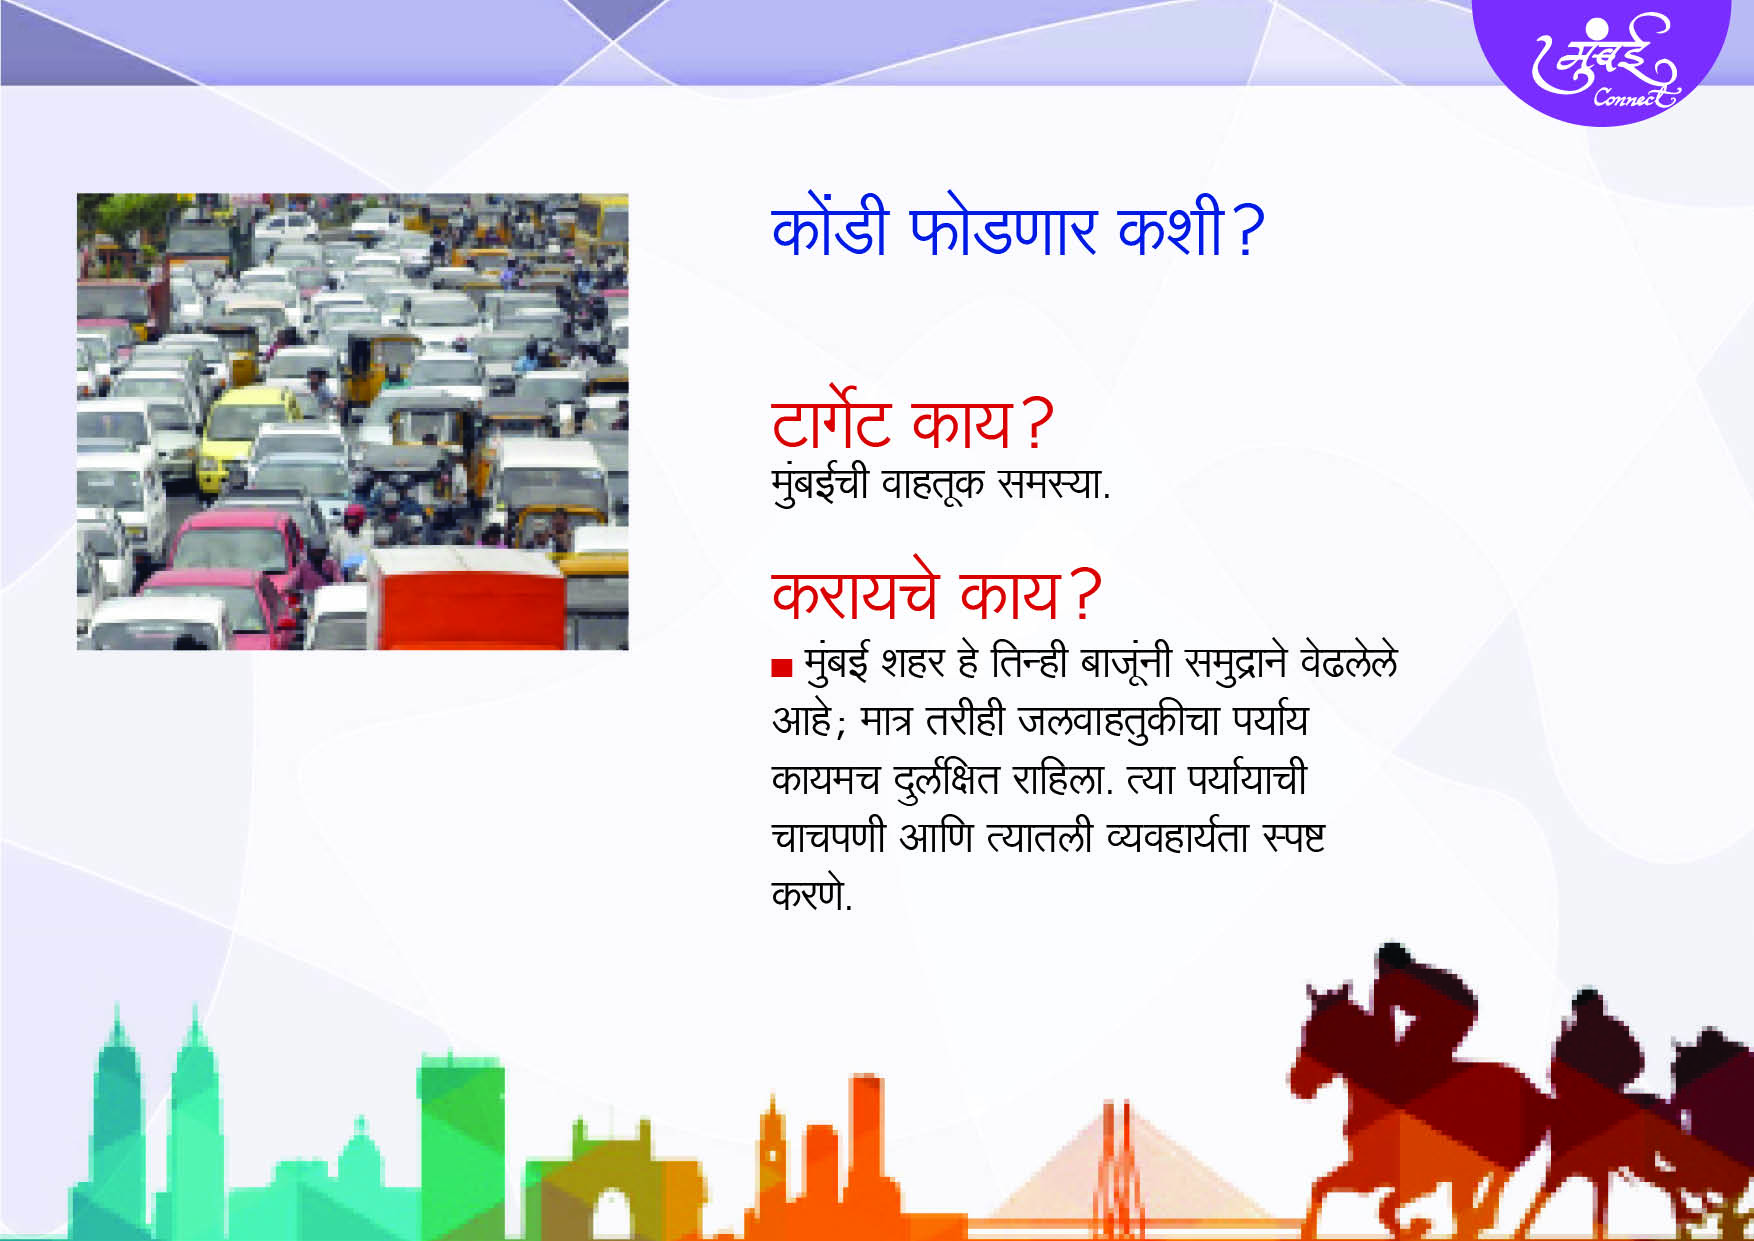 मुंबई
Connect
कोंडी फोडणार कशी?
टार्गेट काय?
मुंबईची वाहतूक समस्या.
करायचे काय?
■ मुंबई शहर हे तिन्ही बाजूंनी समुद्राने वेढलेले
आहे; मात्र तरीही जलवाहतुकीचा पर्याय
कायमच दुर्लक्षित राहिला. त्या पर्यायाची
चाचपणी आणि त्यातली व्यवहार्यता स्पष्ट
करणे.